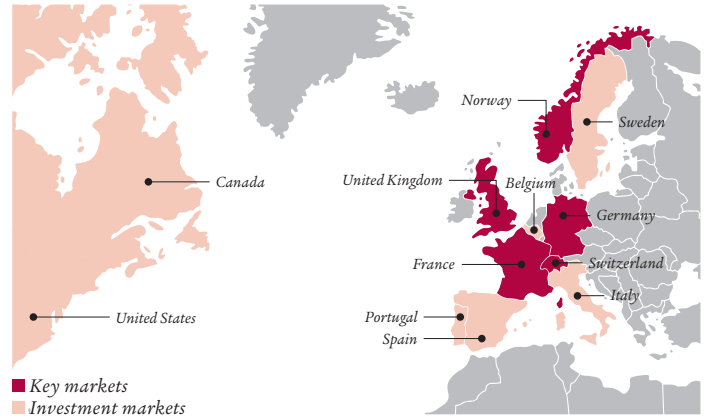 Norway
Sweden
Canada
United Kingdom
Belgium
Germany
France
Switzerland
Italy
United States
Portugal
Spain
Key markets
Investment markets